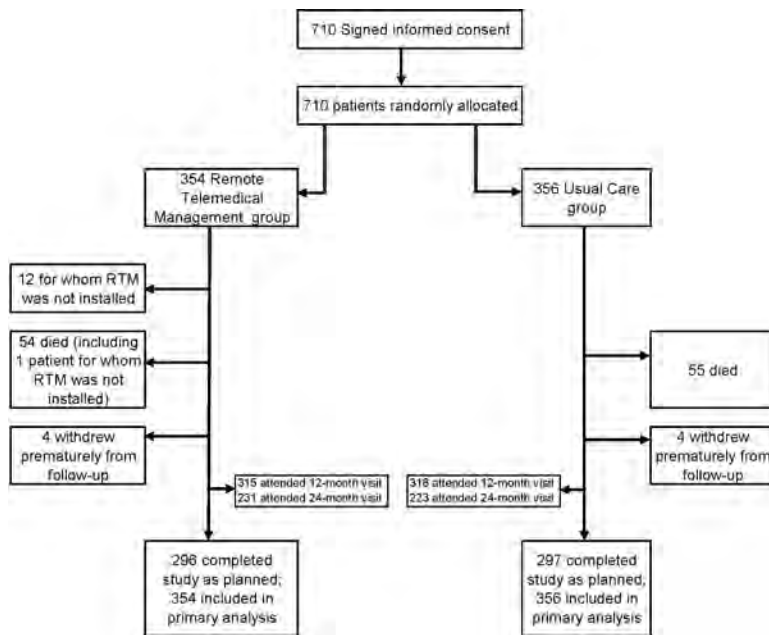 710 Signed informed consent
710 patients randomly allocated
354 Remote
Telemedical
Management group
356 Usual Care
group
12 for whom RTM
was not installed
54 died (including
1 patient for whom
RTM was not
installed)
55 died
4 withdrew
prematurely from
follow-up
4 withdrew
prematurely from
follow-up
315 attended 12-month visit
231 attended 24-month visit
318 attended 12-month visit
223 attended 24-month visit
296 completed
study as planned;
354 included in
primary analysis
297 completed
study as planned;
356 included in
primary analysis